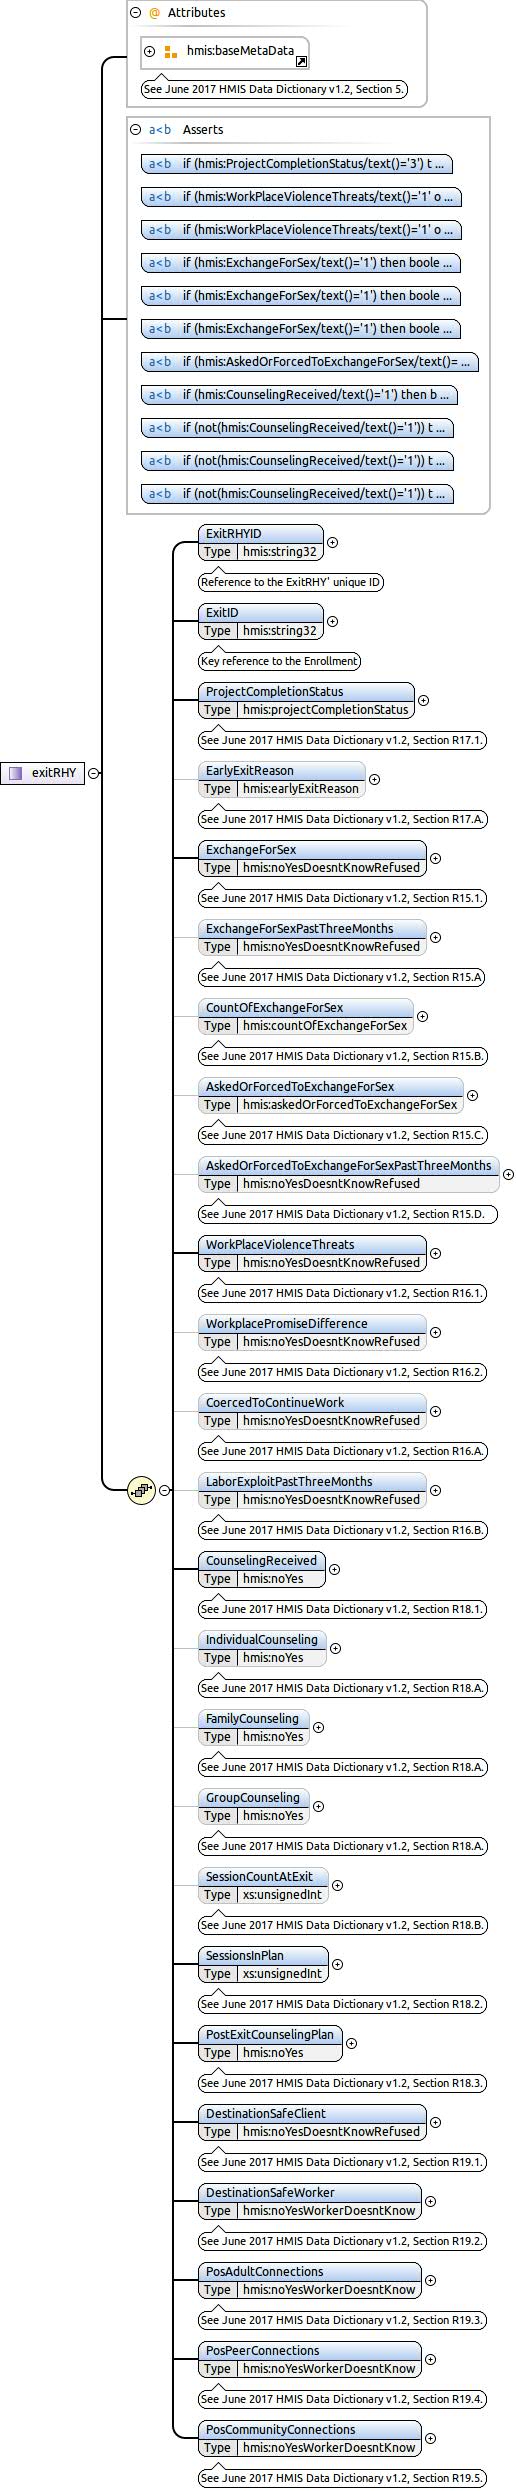 @ Attributes
hmis:baseMetaData
See June 2017 HMIS Data Dictionary v1.2, Section 5.
a<b Asserts
a<b if (hmis:ProjectCompletionStatus/text()='3') t ...
a<b if (hmis:WorkPlaceViolenceThreats/text()='1' o ...
a<b if (hmis:WorkPlaceViolenceThreats/text()='1' o ...
a<b if (hmis:ExchangeForSex/text()='1') then boole ...
a<b if (hmis:ExchangeForSex/text()='1') then boole ...
a<b if (hmis:ExchangeForSex/text()='1') then boole ...
a<b if (hmis:AskedOrForcedToExchangeForSex/text()= ...
a<b if (hmis:CounselingReceived/text()='1') then b ...
a<b if (not(hmis:CounselingReceived/text()='1')) t ...
a<b if (not(hmis:CounselingReceived/text()='1')) t ...
a<b if (not(hmis:CounselingReceived/text()='1')) t ...
exitRHY
ExitRHYID
Type hmis:string32
Reference to the ExitRHY' unique ID
ExitID
Type hmis:string32
Key reference to the Enrollment
ProjectCompletionStatus
Type hmis:projectCompletionStatus
See June 2017 HMIS Data Dictionary v1.2, Section R17.1.
EarlyExitReason
Type hmis:earlyExitReason
See June 2017 HMIS Data Dictionary v1.2, Section R17.A.
ExchangeForSex
Type hmis:noYesDoesntKnowRefused
See June 2017 HMIS Data Dictionary v1.2, Section R15.1.
ExchangeForSexPastThreeMonths
Type hmis:noYesDoesntKnowRefused
See June 2017 HMIS Data Dictionary v1.2, Section R15.A
CountOfExchangeForSex
Type hmis:countOfExchangeForSex
See June 2017 HMIS Data Dictionary v1.2, Section R15.B.
AskedOrForcedToExchangeForSex
Type hmis:askedOrForcedToExchangeForSex
See June 2017 HMIS Data Dictionary v1.2, Section R15.C.
AskedOrForcedToExchangeForSexPastThreeMonths
Type hmis:noYesDoesntKnowRefused
See June 2017 HMIS Data Dictionary v1.2, Section R15.D.
WorkPlaceViolenceThreats
Type hmis:noYesDoesntKnowRefused
See June 2017 HMIS Data Dictionary v1.2, Section R16.1.
WorkplacePromiseDifference
Type hmis:noYesDoesntKnowRefused
See June 2017 HMIS Data Dictionary v1.2, Section R16.2.
CoercedToContinueWork
Type hmis:noYesDoesntKnowRefused
See June 2017 HMIS Data Dictionary v1.2, Section R16.A.
LaborExploitPastThreeMonths
Type hmis:noYesDoesntKnowRefused
See June 2017 HMIS Data Dictionary v1.2, Section R16.B.
CounselingReceived
Type hmis:noYes
See June 2017 HMIS Data Dictionary v1.2, Section R18.1.
IndividualCounseling
Type hmis:noYes
See June 2017 HMIS Data Dictionary v1.2, Section R18.A.
FamilyCounseling
Type hmis:noYes
See June 2017 HMIS Data Dictionary v1.2, Section R18.A.
GroupCounseling
Type hmis:noYes
See June 2017 HMIS Data Dictionary v1.2, Section R18.A.
SessionCountAtExit
Type xs:unsignedInt
See June 2017 HMIS Data Dictionary v1.2, Section R18.B.
SessionsInPlan
Type xs:unsignedInt
See June 2017 HMIS Data Dictionary v1.2, Section R18.2.
PostExitCounselingPlan
Type hmis:noYes
See June 2017 HMIS Data Dictionary v1.2, Section R18.3.
DestinationSafeClient
Type hmis:noYesDoesntKnowRefused
See June 2017 HMIS Data Dictionary v1.2, Section R19.1.
DestinationSafeWorker
Type hmis:noYesWorkerDoesntKnow
See June 2017 HMIS Data Dictionary v1.2, Section R19.2.
PosAdultConnections
Type hmis:noYesWorkerDoesntKnow
See June 2017 HMIS Data Dictionary v1.2, Section R19.3.
PosPeerConnections
Type hmis:noYesWorkerDoesntKnow
See June 2017 HMIS Data Dictionary v1.2, Section R19.4.
PosCommunityConnections
Type hmis:noYesWorkerDoesntKnow
See June 2017 HMIS Data Dictionary v1.2, Section R19.5.